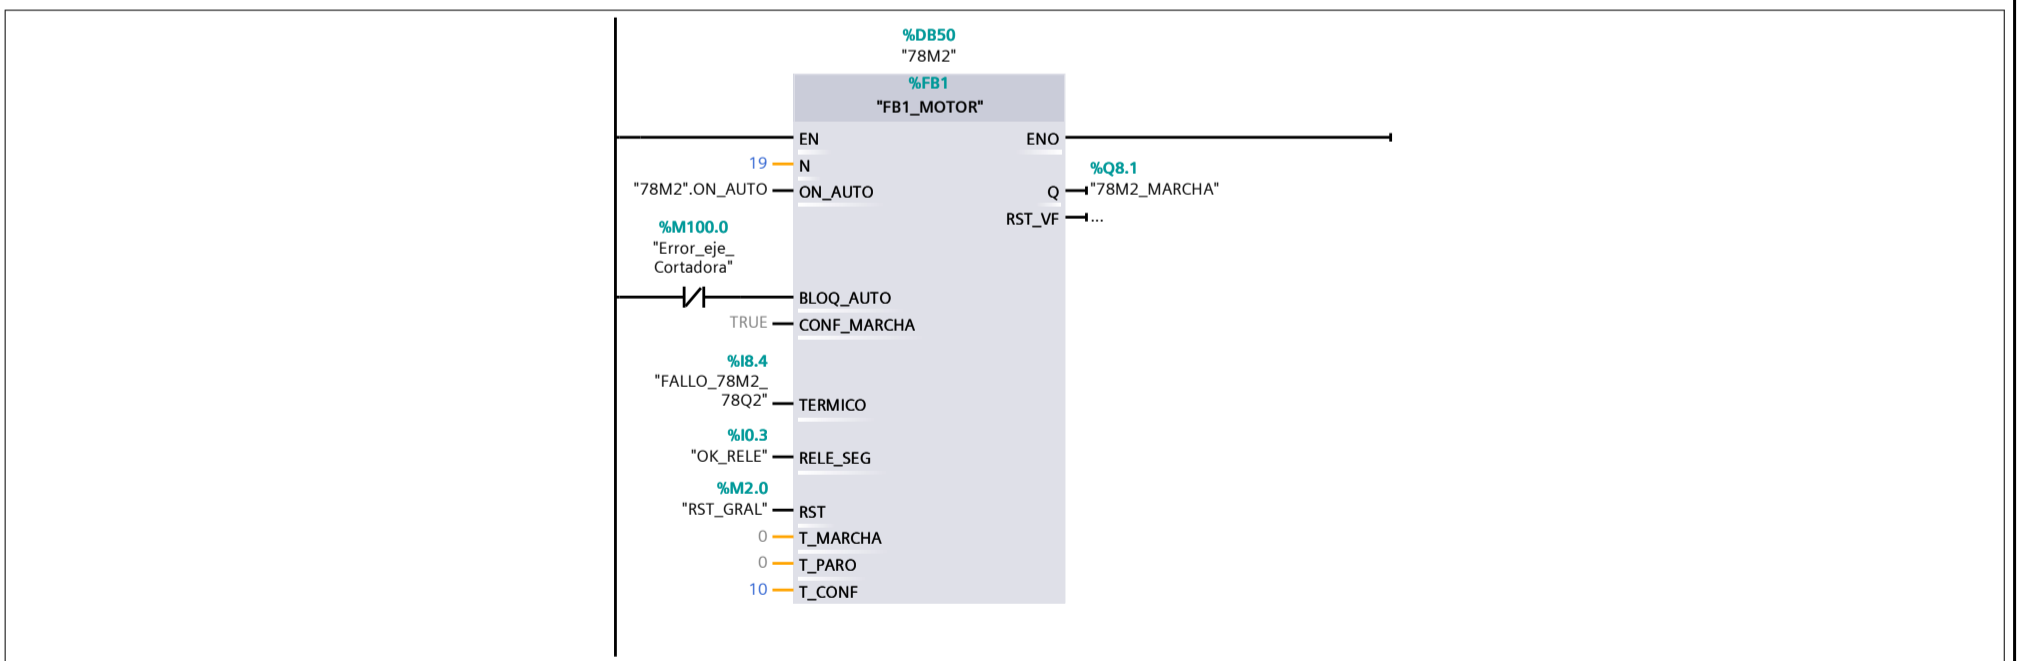 %DB50
"78M2"
%FB1
"FB1_MOTOR"
EN
ENO
19
N
%Q8.1
"78M2".ON_AUTO
ON_AUTO
Q
"78M2_MARCHA"
RST_VF
...
%M100.0
"Error_eje_
Cortadora"
BLOQ_AUTO
TRUE
CONF_MARCHA
%I8.4
"FALLO_78M2_
78Q2"
TERMICO
%I0.3
"OK_RELE"
RELE_SEG
%M2.0
"RST_GRAL"
RST
0
T_MARCHA
0
T_PARO
10
T_CONF